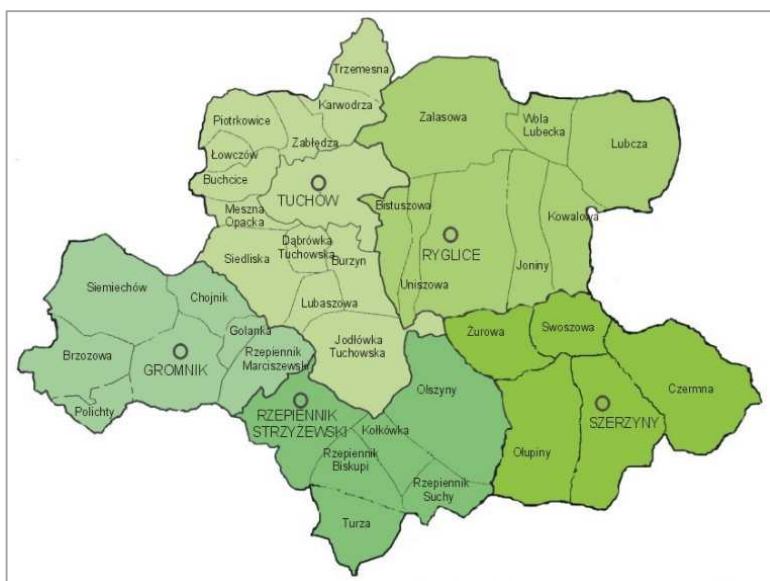 Trzemesna
Karwodrza
Piotrkowice
Zabłędza
Łowczów
Buchcice
TUCHÓW
Meszna
Opacka
Siedliska
Dąbrówka
Tuchowska
Burzyn
Lubaszowa
Jodłówka
Tuchowska
Zalasowa
Wola
Lubecka
Lubcza
Bistuszowa
Kowalowa
RYGLICE
Uniszowa
Joniny
Siemiechów
Chojnik
Golanka
Brzozowa
GROMNIK
Rzepiennik
Marciszewski
Polichty
RZEPIENNIK
STRZYŻEWSKI
Kołkówka
Olszyny
Rzepiennik
Biskupi
Rzepiennik
Suchy
Turza
Żurowa
Swoszowa
Czermna
SZERZYNY
Ołupiny